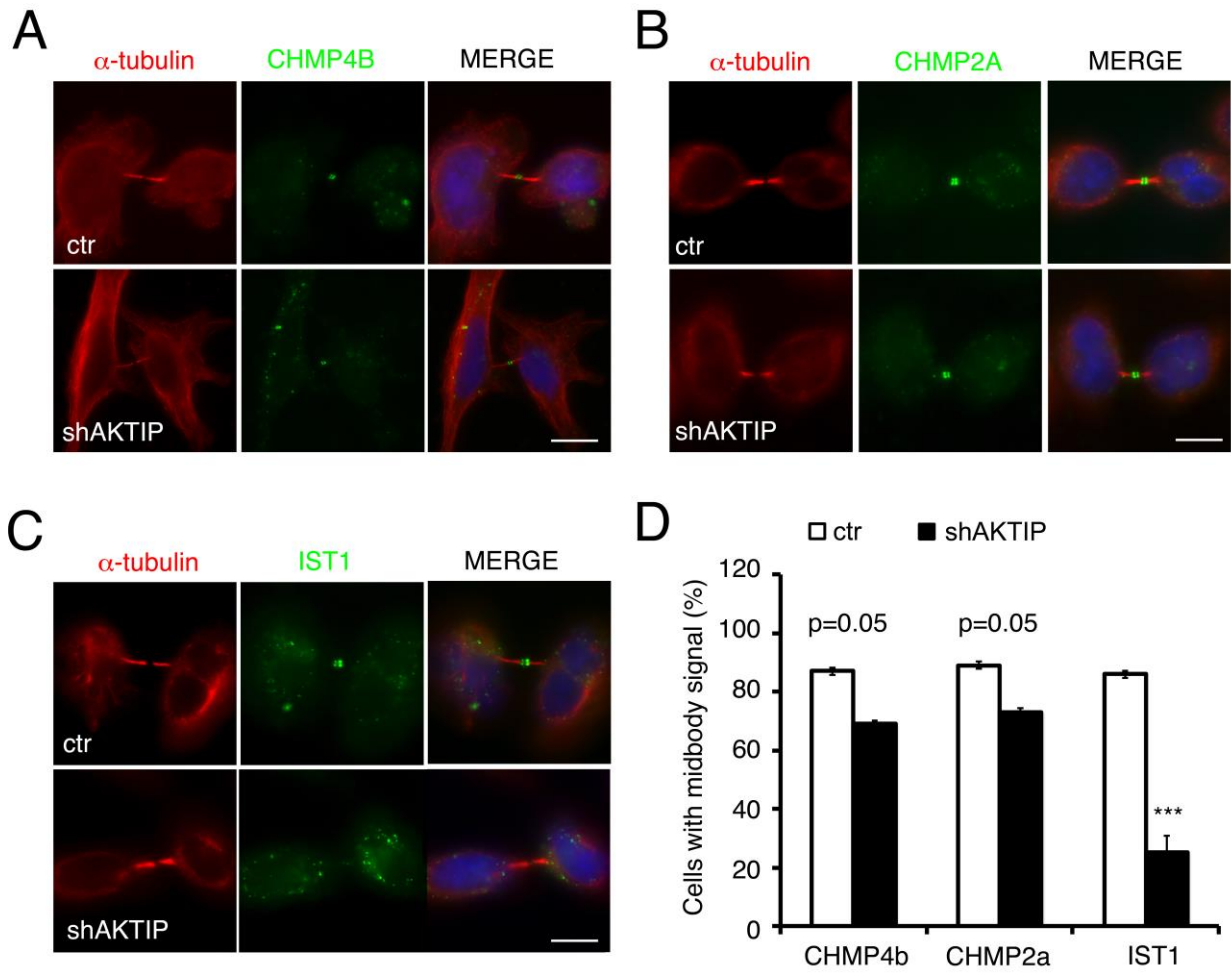 A
α-tubulin CHMP4B MERGE
ctr
shAKTIP
B
α-tubulin CHMP2A MERGE
ctr
shAKTIP
C
α-tubulin IST1 MERGE
ctr
shAKTIP
D
ctr shAKTIP
Cells with midbody signal (%)
120
100
80
60
40
20
0
p=0.05 p=0.05
***
CHMP4b CHMP2a IST1